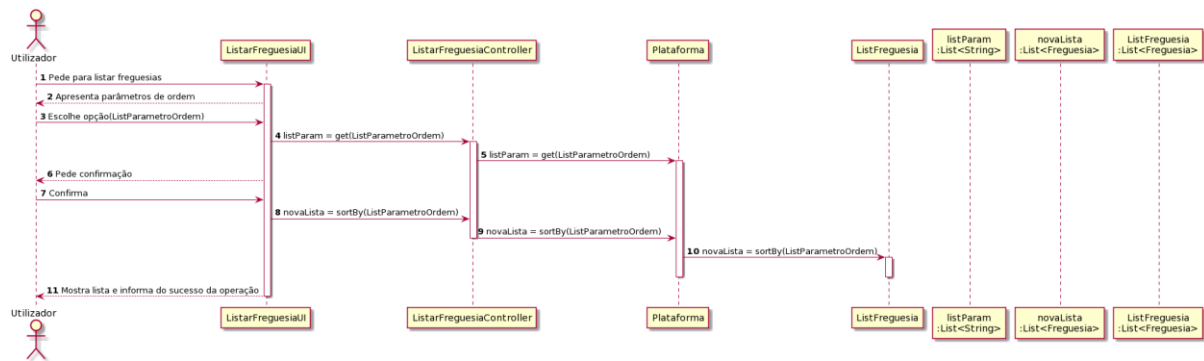 Utilizador
ListarFreguesiaUI
ListarFreguesiaController
Plataforma
ListFreguesia
listParam
:List<String>
novaLista
:List<Freguesia>
ListFreguesia
:List<Freguesia>
1 Pede para listar freguesias
2 Apresenta parâmetros de ordem
3 Escolhe opção(ListParametroOrdem)
4 listParam = get(ListParametroOrdem)
5 listParam = get(ListParametroOrdem)
6 Pede confirmação
7 Confirma
8 novaLista = sortBy(ListParametroOrdem)
9 novaLista = sortBy(ListParametroOrdem)
10 novaLista = sortBy(ListParametroOrdem)
11 Mostra lista e informa do sucesso da operação
Utilizador
ListarFreguesiaUI
ListarFreguesiaController
Plataforma
ListFreguesia
listParam
:List<String>
novaLista
:List<Freguesia>
ListFreguesia
:List<Freguesia>